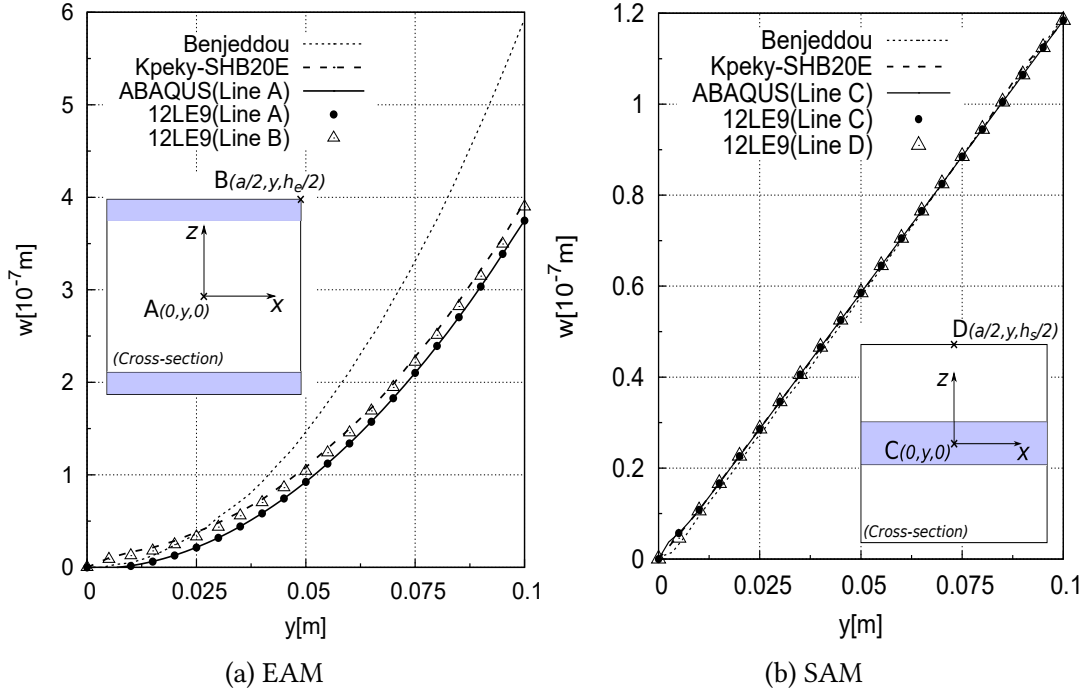 6
5
4
3
2
1
0
0
0.025
0.05
0.075
0.1
w[10⁻⁷m]
y[m]
Benjeddou
Kpeky-SHB20E
ABAQUS(Line A)
12LE9(Line A)
12LE9(Line B)
B(a/2,y,hₑ/2)
z
x
A(0,y,0)
(Cross-section)
(a) EAM
1.2
1
0.8
0.6
0.4
0.2
0
0
0.025
0.05
0.075
0.1
w[10⁻⁷m]
y[m]
Benjeddou
Kpeky-SHB20E
ABAQUS(Line C)
12LE9(Line C)
12LE9(Line D)
D(a/2,y,hₛ/2)
z
C(0,y,0)
x
(Cross-section)
(b) SAM